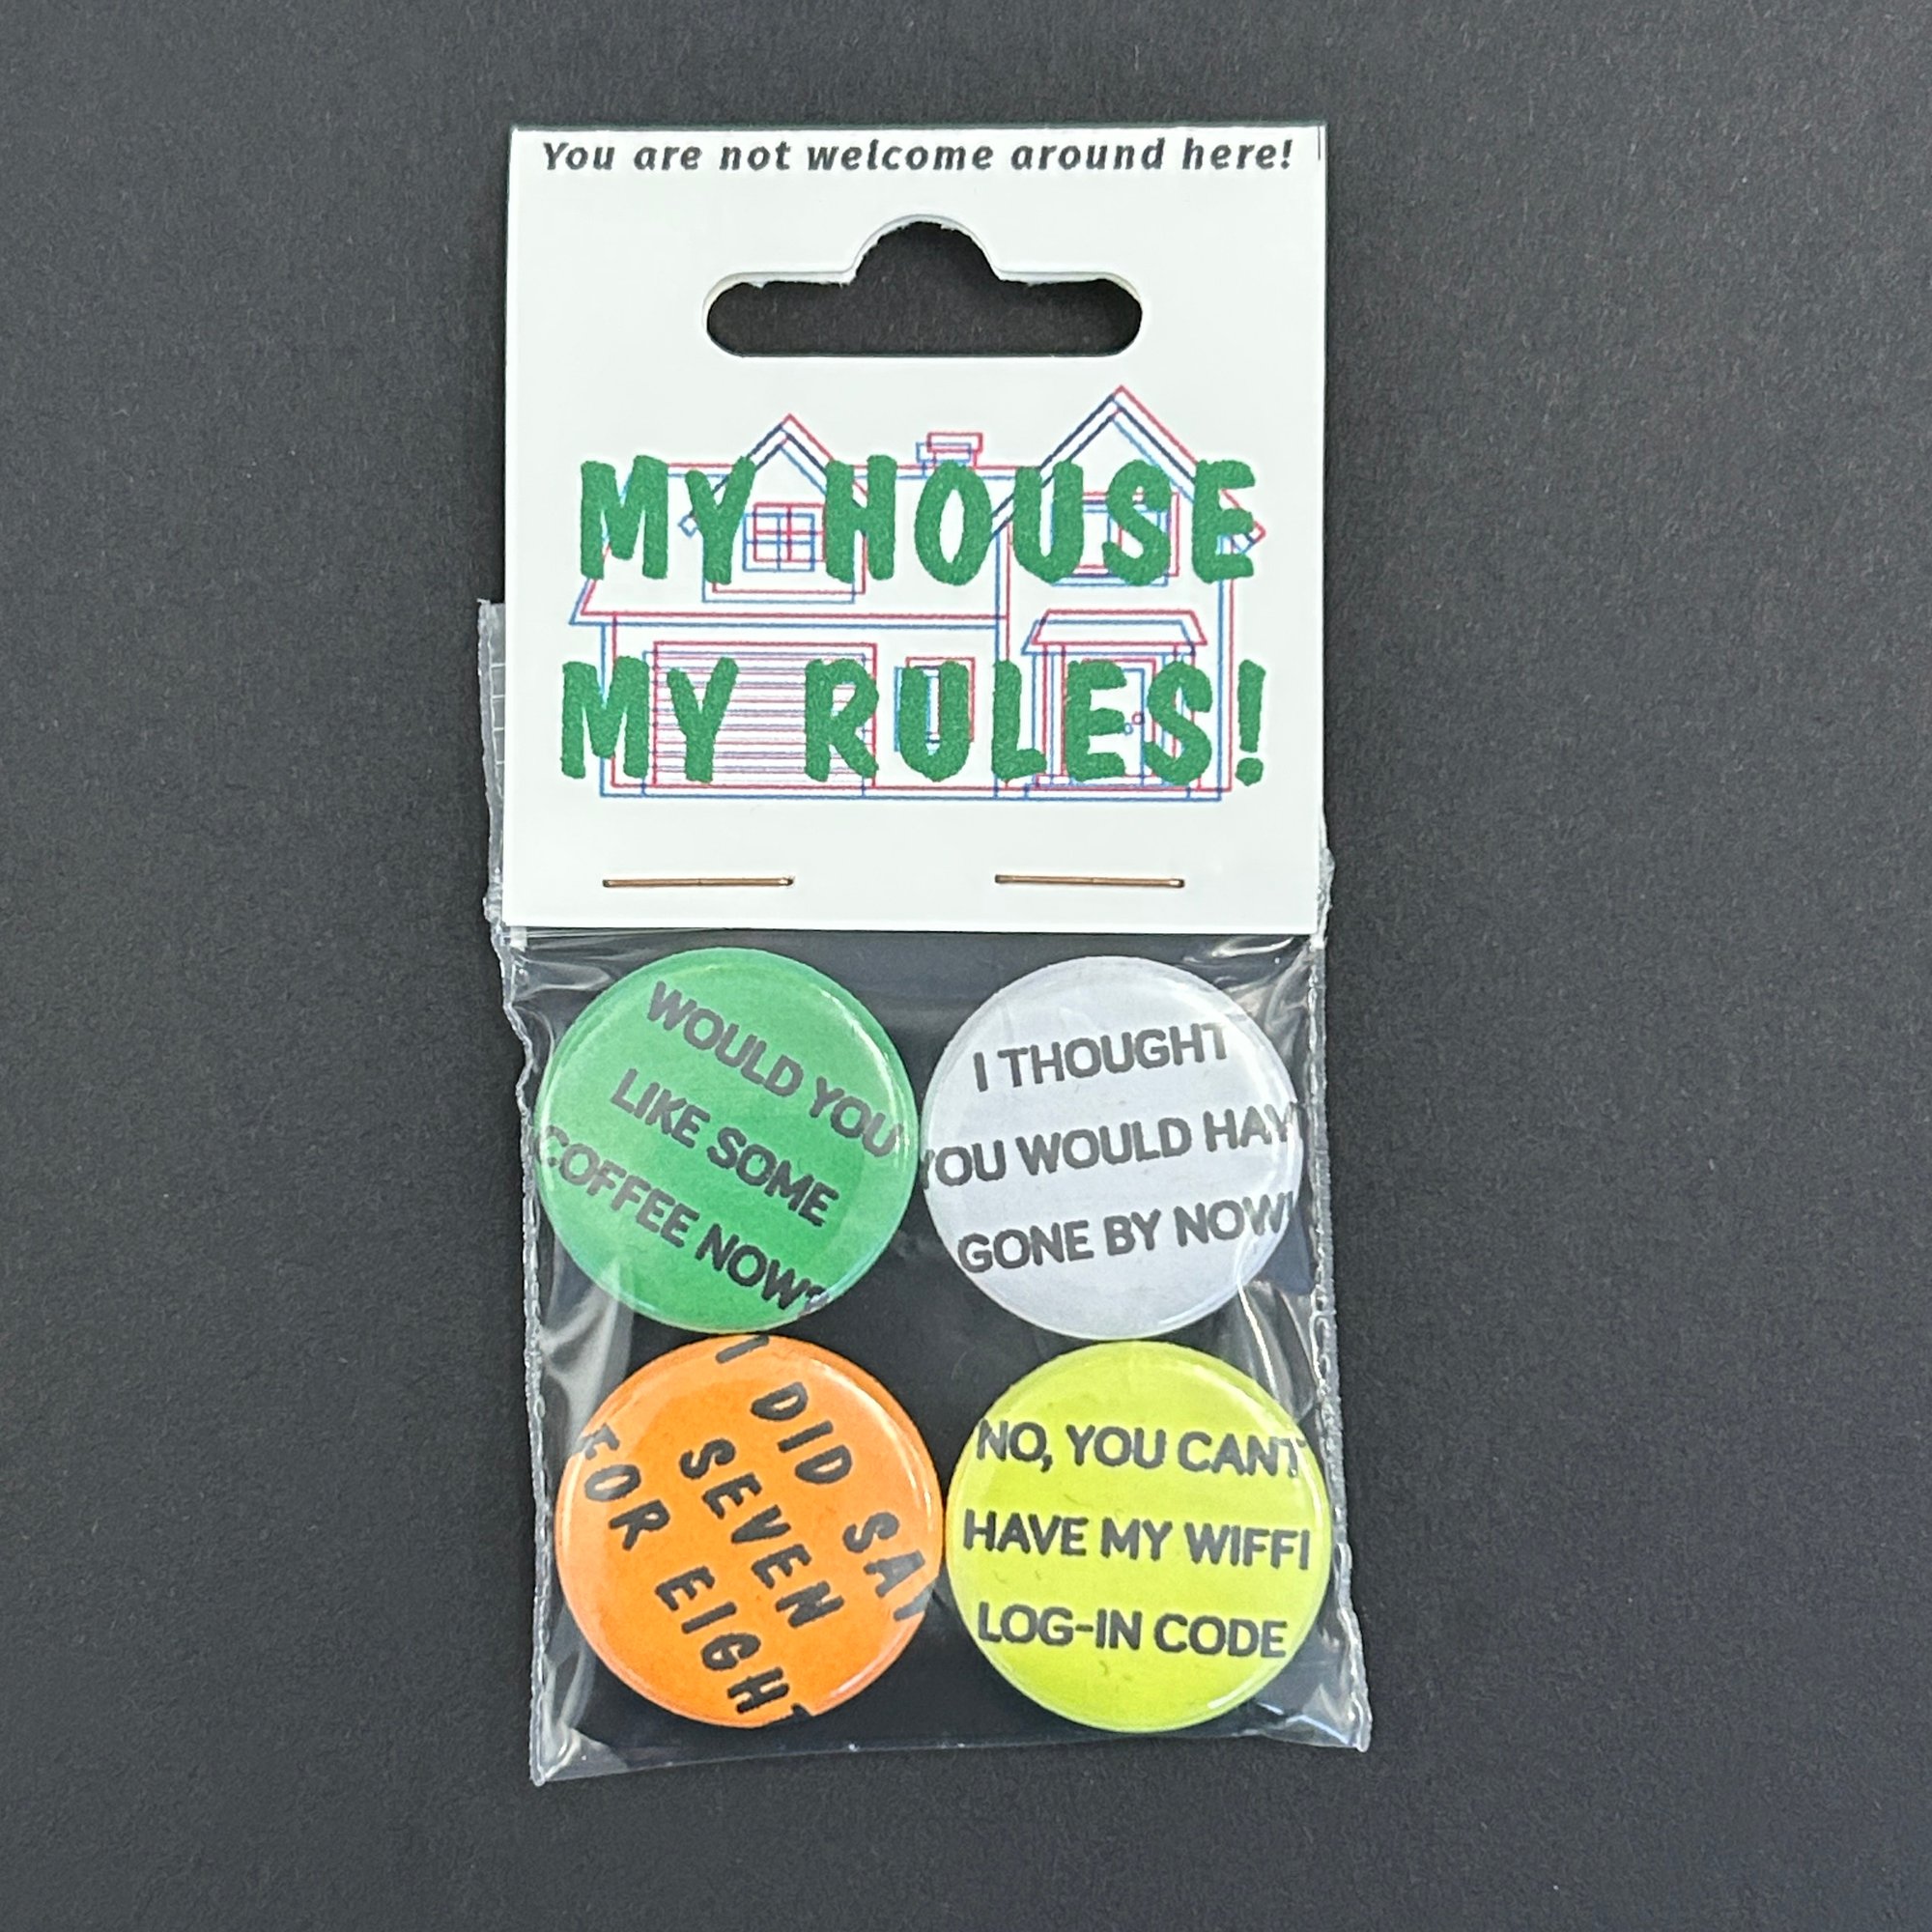 You are not welcome around here!
MY HOUSE
MY RULES!
WOULD YOU
LIKE SOME
COFFEE NOW?
I THOUGHT
YOU WOULD HAV
GONE BY NOW
I DID SAY
SEVEN
FOR EIGHT
NO, YOU CANT
HAVE MY WIFFI
LOG-IN CODE